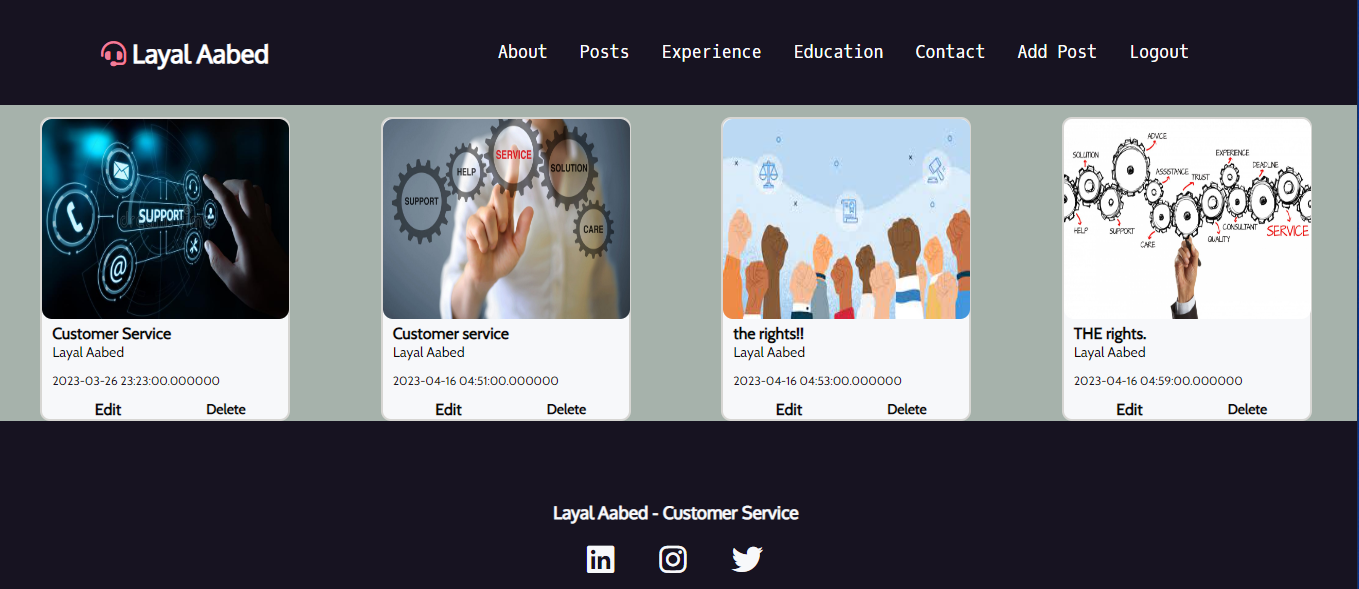 Layal Aabed
About Posts Experience Education Contact Add Post Logout
SUPPORT
@
SUPPORT
HELP
SERVICE
SOLUTION
CARE
SOLUTION
ADVICE
EXPERIENCE
DEADLINE
ASSISTANCE
TRUST
HELP
SUPPORT
CARE
QUALITY
CONSULTANT
SERVICE
Customer Service
Layal Aabed
2023-03-26 23:23:00.000000
Edit Delete
Customer service
Layal Aabed
2023-04-16 04:51:00.000000
Edit Delete
the rights!!
Layal Aabed
2023-04-16 04:53:00.000000
Edit Delete
THE rights.
Layal Aabed
2023-04-16 04:59:00.000000
Edit Delete
Layal Aabed - Customer Service
in